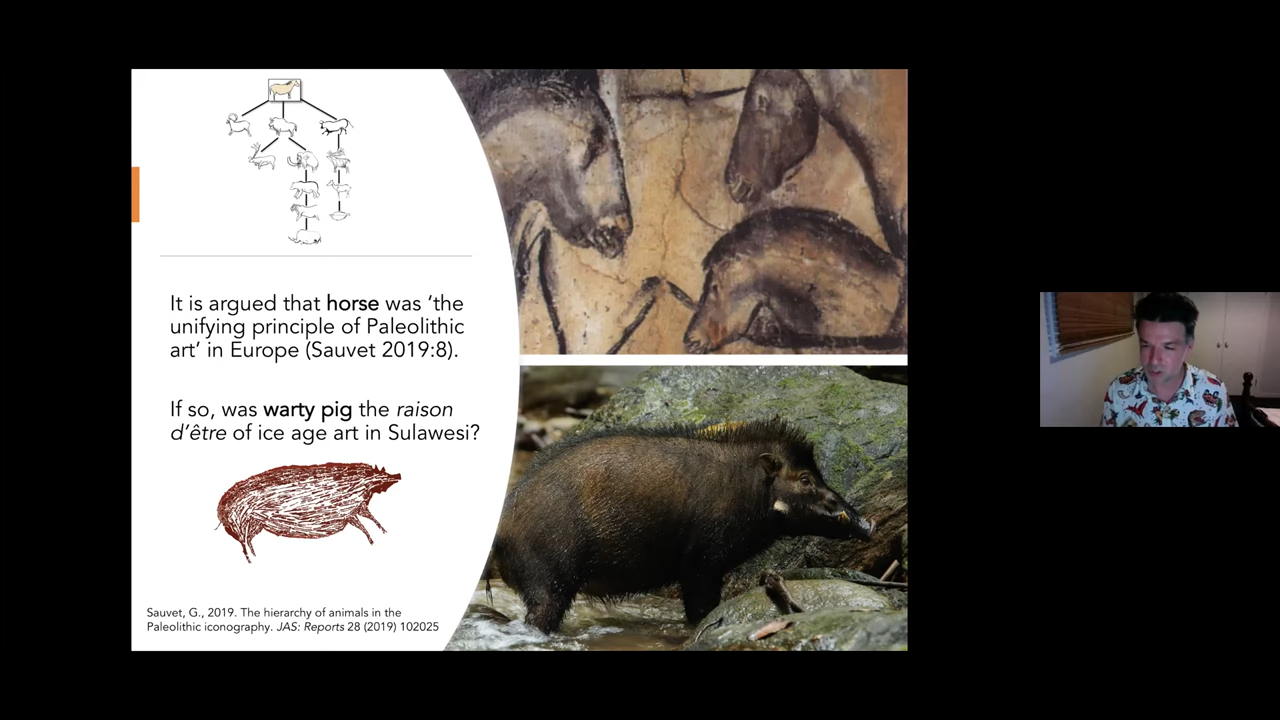 It is argued that horse was ‘the
unifying principle of Paleolithic
art’ in Europe (Sauvet 2019:8).
If so, was warty pig the raison
d’être of ice age art in Sulawesi?
Sauvet, G., 2019. The hierarchy of animals in the
Paleolithic iconography. JAS: Reports 28 (2019) 102025